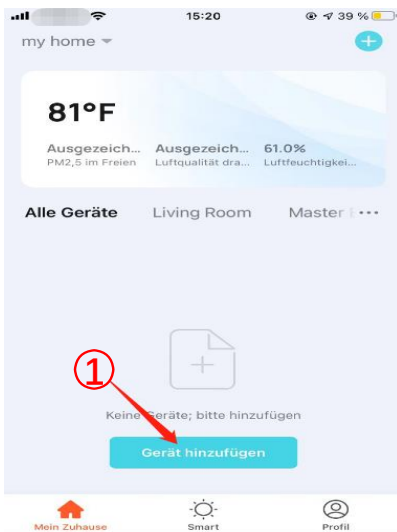 15:20 39 %
my home
81°F
Ausgezeich... Ausgezeich... 61.0%
PM2,5 im Freien Luftqualität dra... Luftfeuchtigkei...
Alle Geräte Living Room Master ...
①
Keine Geräte; bitte hinzufügen
Gerät hinzufügen
Mein Zuhause Smart Profil